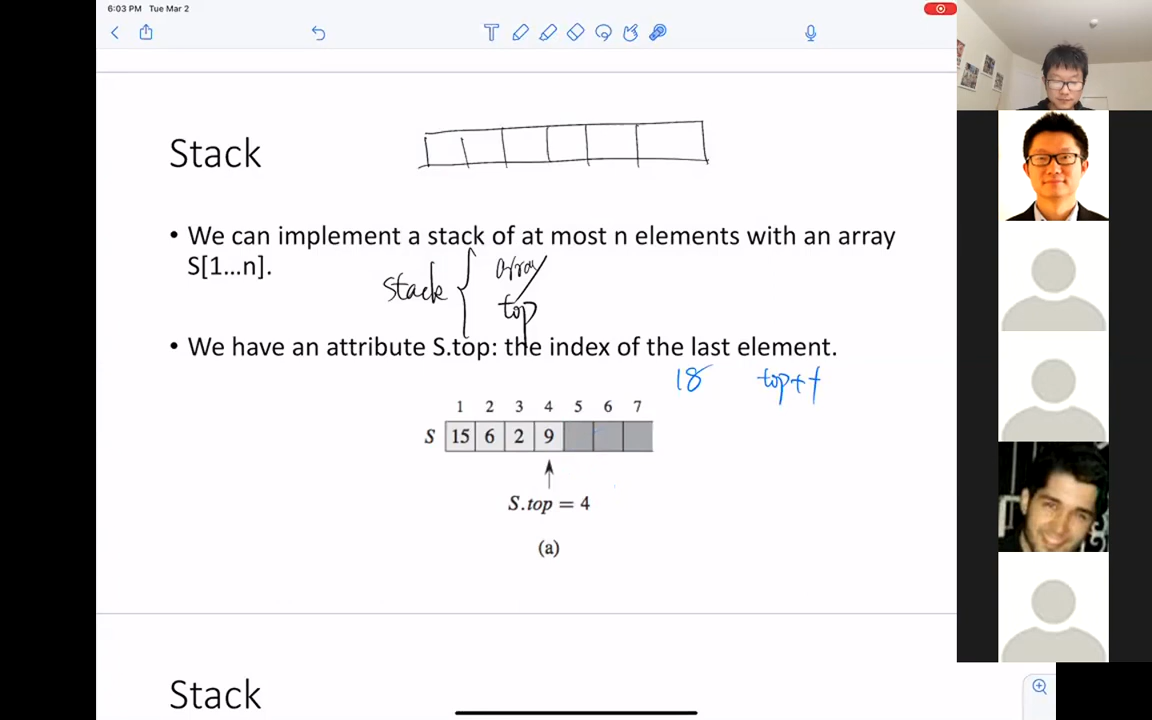 6:03 PM Tue Mar 2
Stack
• We can implement a stack of at most n elements with an array
S[1...n].
Stack { array
top
• We have an attribute S.top: the index of the last element.
18 top++
1 2 3 4 5 6 7
S 15 6 2 9
S.top = 4
(a)
Stack